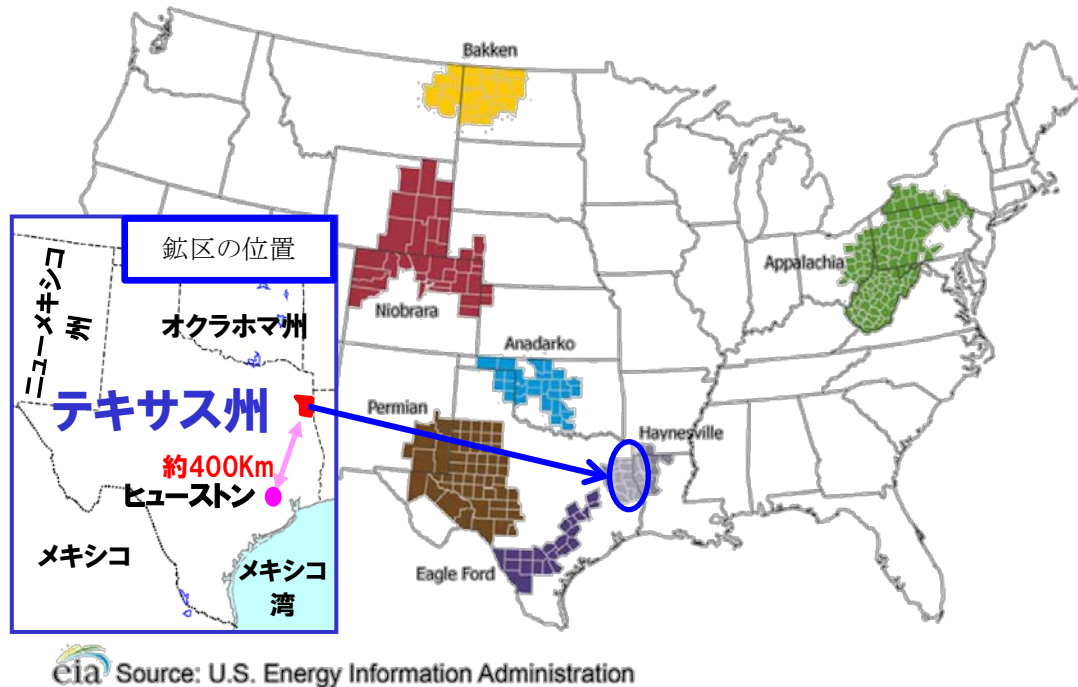 Bakken
鉱区の位置
ニューメキシコ
州
オクラホマ州
テキサス州
約400Km
ヒューストン
メキシコ
メキシコ
湾
Niobrara
Appalachia
Anadarko
Permian
Haynesville
Eagle Ford
eia Source: U.S. Energy Information Administration